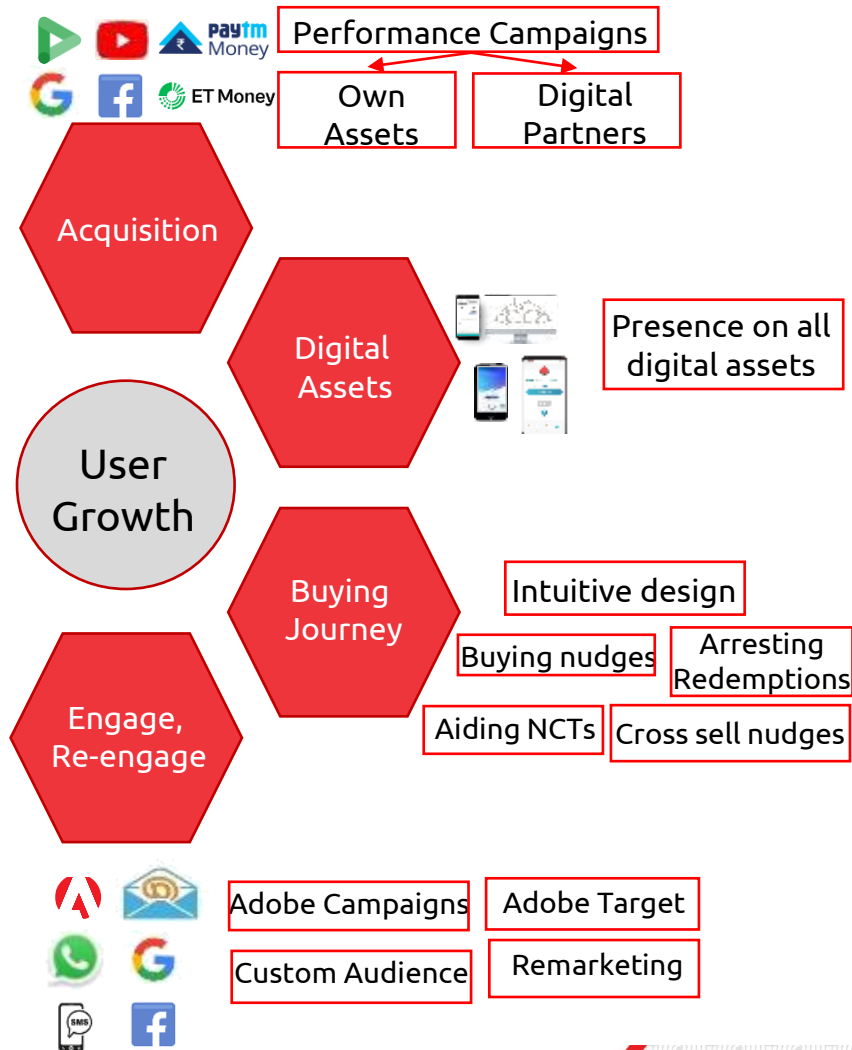 paytm
Money
Performance Campaigns
ET Money
Own
Assets
Digital
Partners
Acquisition
Digital
Assets
Presence on all
digital assets
User
Growth
Buying
Journey
Intuitive design
Buying nudges
Arresting
Redemptions
Aiding NCTs
Cross sell nudges
Engage,
Re-engage
Adobe Campaigns
Adobe Target
Custom Audience
Remarketing
SMS